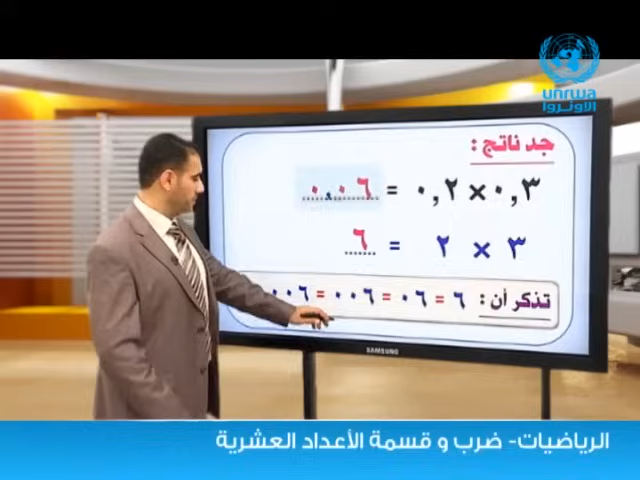 unrwa
الأونروا
جد ناتج :
٠,٠٦ = ٠,٢ × ٠,٣
٦ = ٢ × ٣
تذكر أن : ٦ = ٠٦ = ٠٠٦ = ٠٠٦
SAMSUNG
الرياضيات- ضرب و قسمة الأعداد العشرية